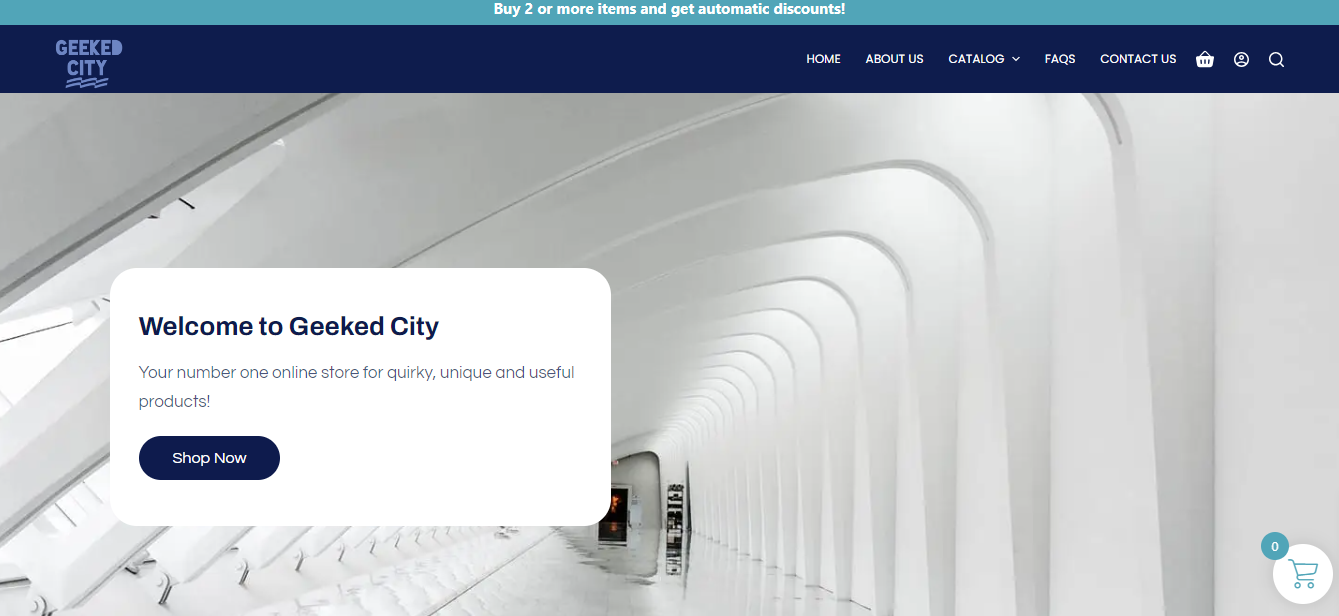 Buy 2 or more items and get automatic discounts!
GEEKED
CITY
HOME ABOUT US CATALOG FAQS CONTACT US
Welcome to Geeked City
Your number one online store for quirky, unique and useful
products!
Shop Now
0